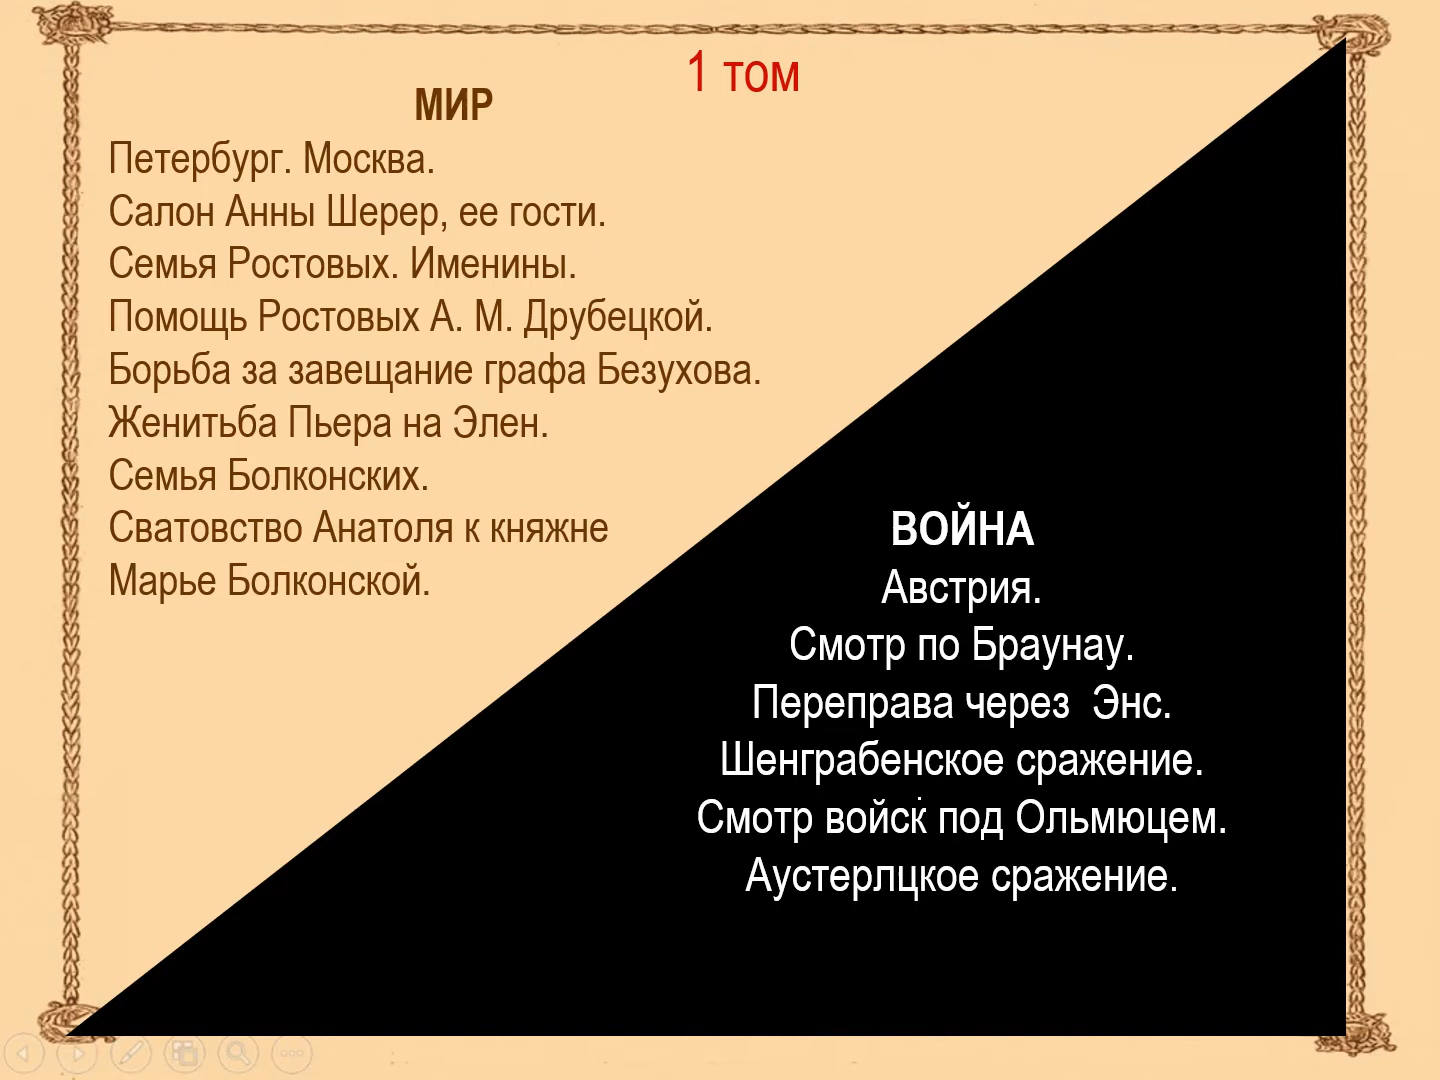 1 том
МИР
Петербург. Москва.
Салон Анны Шерер, ее гости.
Семья Ростовых. Именины.
Помощь Ростовых А. М. Друбецкой.
Борьба за завещание графа Безухова.
Женитьба Пьера на Элен.
Семья Болконских.
Сватовство Анатоля к княжне
Марье Болконской.
ВОЙНА
Австрия.
Смотр по Браунау.
Переправа через  Энс.
Шенграбенское сражение.
Смотр войск под Ольмюцем.
Аустерлцкое сражение.